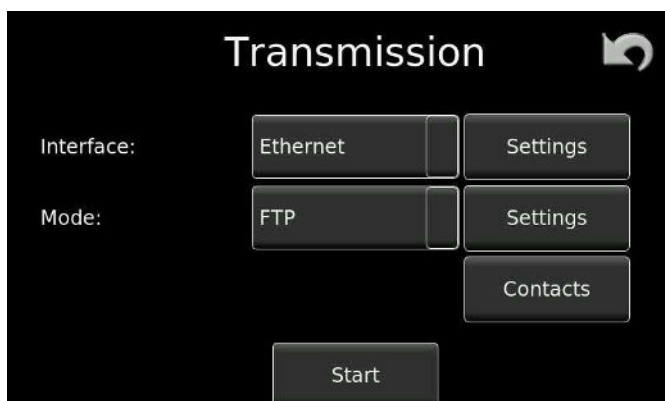 Transmission
Interface: Ethernet Settings
Mode: FTP Settings
Contacts
Start